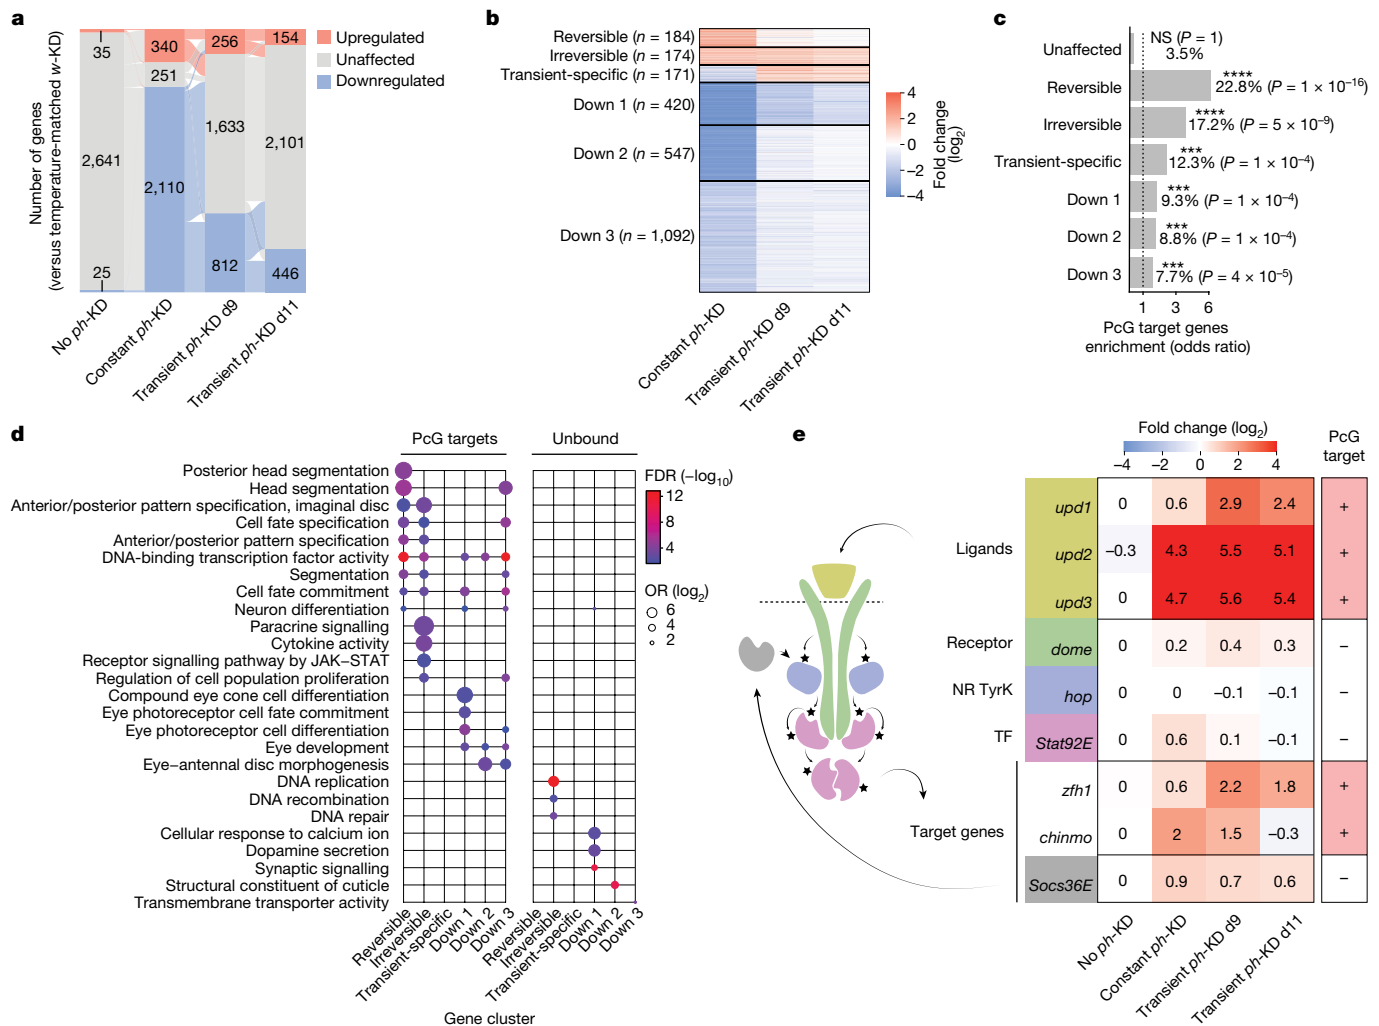 a
Number of genes
(versus temperature-matched w-KD)
35
2,641
25
340
251
2,110
256
1,633
812
154
2,101
446
Upregulated
Unaffected
Downregulated
No ph-KD
Constant ph-KD
Transient ph-KD d9
Transient ph-KD d11
b
Reversible (n = 184)
Irreversible (n = 174)
Transient-specific (n = 171)
Down 1 (n = 420)
Down 2 (n = 547)
Down 3 (n = 1,092)
Constant ph-KD
Transient ph-KD d9
Transient ph-KD d11
4
2
0
−2
−4
Fold change
(log2)
c
Unaffected
NS (P = 1)
3.5%
Reversible
****
22.8% (P = 1 × 10−16)
Irreversible
****
17.2% (P = 5 × 10−9)
Transient-specific
***
12.3% (P = 1 × 10−4)
Down 1
***
9.3% (P = 1 × 10−4)
Down 2
***
8.8% (P = 1 × 10−4)
Down 3
***
7.7% (P = 4 × 10−5)
1 3 6
PcG target genes
enrichment (odds ratio)
d
PcG targets
Unbound
Posterior head segmentation
Head segmentation
Anterior/posterior pattern specification, imaginal disc
Cell fate specification
Anterior/posterior pattern specification
DNA-binding transcription factor activity
Segmentation
Cell fate commitment
Neuron differentiation
Paracrine signalling
Cytokine activity
Receptor signalling pathway by JAK–STAT
Regulation of cell population proliferation
Compound eye cone cell differentiation
Eye photoreceptor cell fate commitment
Eye photoreceptor cell differentiation
Eye development
Eye−antennal disc morphogenesis
DNA replication
DNA recombination
DNA repair
Cellular response to calcium ion
Dopamine secretion
Synaptic signalling
Structural constituent of cuticle
Transmembrane transporter activity
Reversible
Irreversible
Transient-specific
Down 1
Down 2
Down 3
Reversible
Irreversible
Transient-specific
Down 1
Down 2
Down 3
Gene cluster
FDR (−log10)
12
8
4
OR (log2)
6
4
2
e
Fold change (log2)
−4 −2 0 2 4
PcG
target
Ligands
upd1 0 0.6 2.9 2.4 +
upd2 −0.3 4.3 5.5 5.1 +
upd3 0 4.7 5.6 5.4 +
Receptor dome 0 0.2 0.4 0.3 −
NR TyrK hop 0 0 −0.1 −0.1 −
TF Stat92E 0 0.6 0.1 −0.1 −
Target genes
zfh1 0 0.6 2.2 1.8 +
chinmo 0 2 1.5 −0.3 +
Socs36E 0 0.9 0.7 0.6 −
No ph-KD
Constant ph-KD
Transient ph-KD d9
Transient ph-KD d11